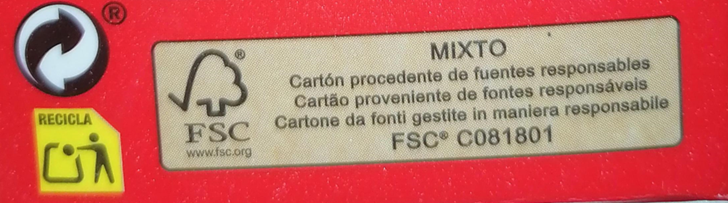 ®
RECICLA
®
FSC
www.fsc.org
MIXTO
Cartón procedente de fuentes responsables
Cartão proveniente de fontes responsáveis
Cartone da fonti gestite in maniera responsabile
FSC® C081801